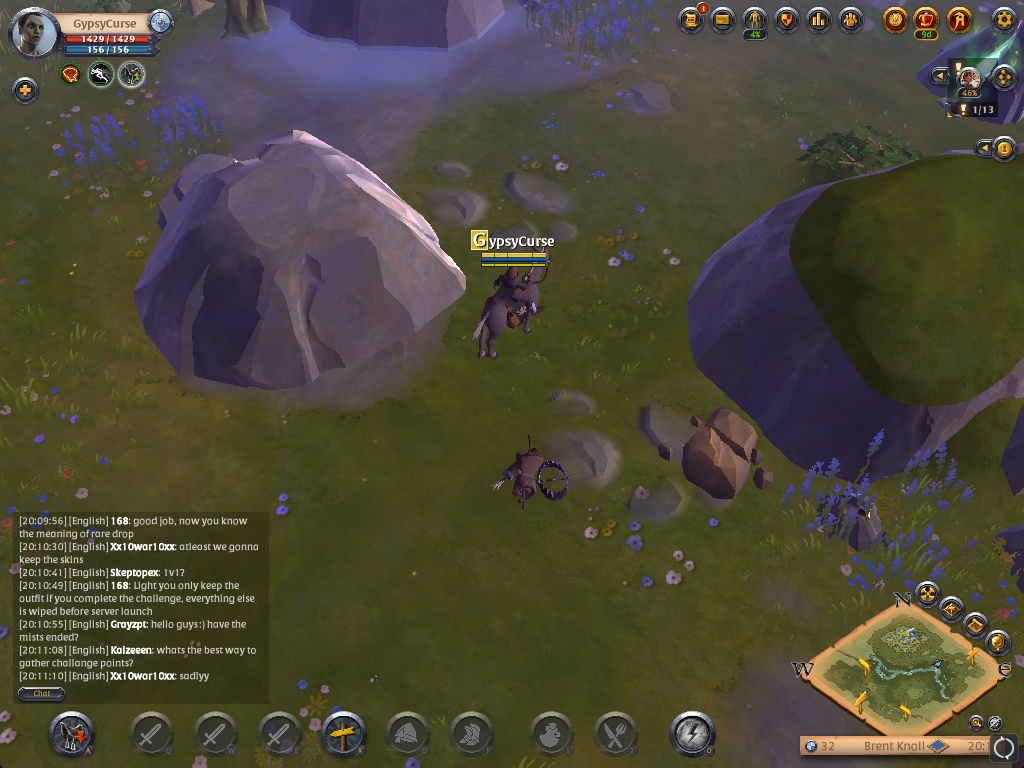 GypsyCurse
1429 / 1429
156 / 156
1
4%
9d
46%
1/13
GypsyCurse
[20:09:56] [English] 168: good job, now you know
the meaning of rare drop
[20:10:30] [English] Xx10war10xx: atleast we gonna
keep the skins
[20:10:41] [English] Skeptopex: 1v1?
[20:10:49] [English] 168: Light you only keep the
outfit if you complete the challenge, everything else
is wiped before server launch
[20:10:55] [English] Grayzpt: hello guys:) have the
mists ended?
[20:11:08] [English] Kaizeeen: whats the best way to
gather challange points?
[20:11:10] [English] Xx10war10xx: sadlyy
Chat
N
W
E
A
Q
W
E
R
D
F
32
Brent Knoll
20: